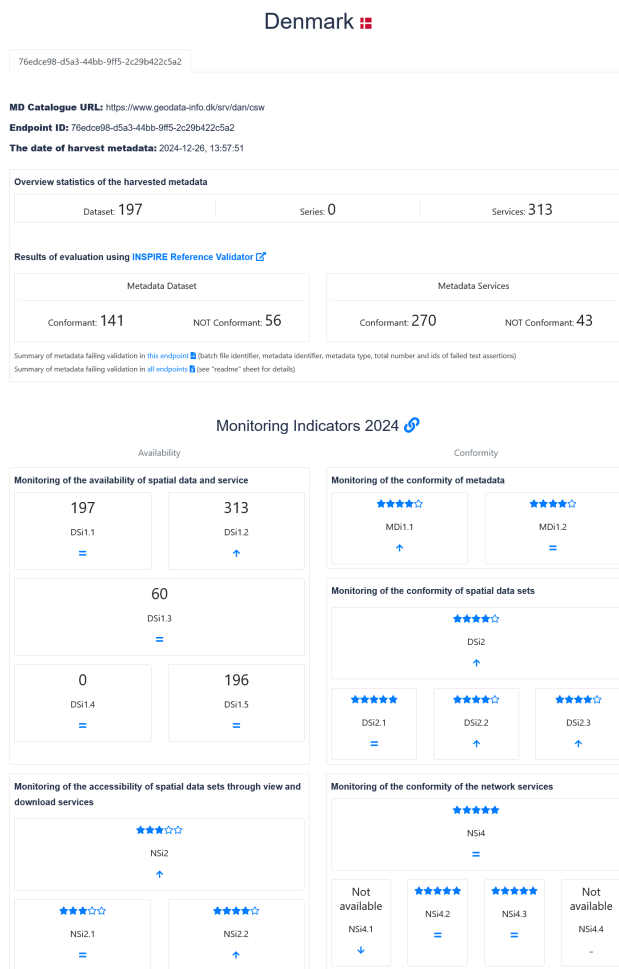 Denmark
76edce98-d5a3-44bb-9ff5-2c29b422c5a2
MD Catalogue URL: https://www.geodata-info.dk/srv/dan/csw
Endpoint ID: 76edce98-d5a3-44bb-9ff5-2c29b422c5a2
The date of harvest metadata: 2024-12-26, 13:57:51
Overview statistics of the harvested metadata
Dataset: 197 Series: 0 Services: 313
Results of evaluation using INSPIRE Reference Validator
Metadata Dataset Metadata Services
Conformant: 141 NOT Conformant: 56 Conformant: 270 NOT Conformant: 43
Summary of metadata failing validation in this endpoint (batch file identifier, metadata identifier, metadata type, total number and ids of failed test assertions)
Summary of metadata failing validation in all endpoints (see "readme" sheet for details)
Monitoring Indicators 2024
Availability
Monitoring of the availability of spatial data and service
197 313
DSi1.1 DSi1.2
=
60
DSi1.3
=
0 196
DSi1.4 DSi1.5
= =
Monitoring of the accessibility of spatial data sets through view and
download services
NSi2
NSi2.1 NSi2.2
=
Conformity
Monitoring of the conformity of metadata
MDi1.1 MDi1.2
=
Monitoring of the conformity of spatial data sets
DSi2
DSi2.1 DSi2.2 DSi2.3
=
Monitoring of the conformity of the network services
NSi4
=
Not
available
NSi4.1 NSi4.2 NSi4.3
= =
Not
available
NSi4.4
-